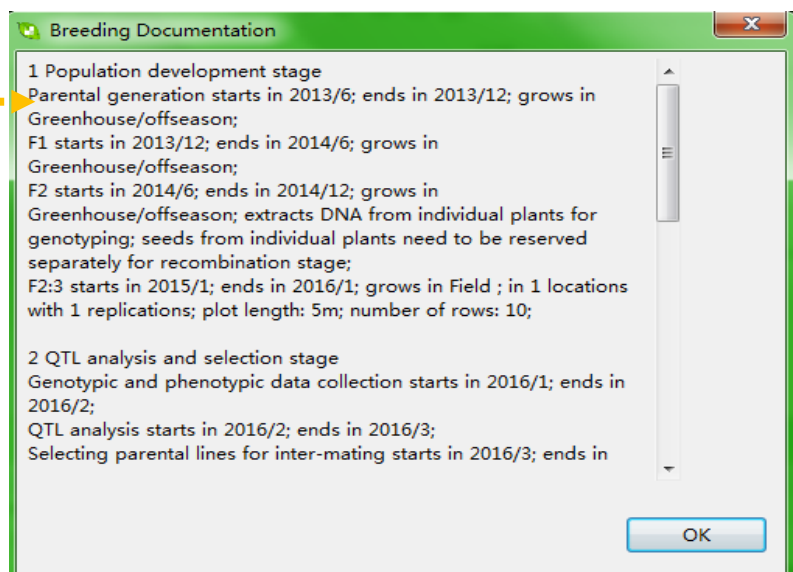 Breeding Documentation
1 Population development stage
Parental generation starts in 2013/6; ends in 2013/12; grows in
Greenhouse/offseason;
F1 starts in 2013/12; ends in 2014/6; grows in
Greenhouse/offseason;
F2 starts in 2014/6; ends in 2014/12; grows in
Greenhouse/offseason; extracts DNA from individual plants for
genotyping; seeds from individual plants need to be reserved
separately for recombination stage;
F2:3 starts in 2015/1; ends in 2016/1; grows in Field ; in 1 locations
with 1 replications; plot length: 5m; number of rows: 10;
2 QTL analysis and selection stage
Genotypic and phenotypic data collection starts in 2016/1; ends in
2016/2;
QTL analysis starts in 2016/2; ends in 2016/3;
Selecting parental lines for inter-mating starts in 2016/3; ends in
OK